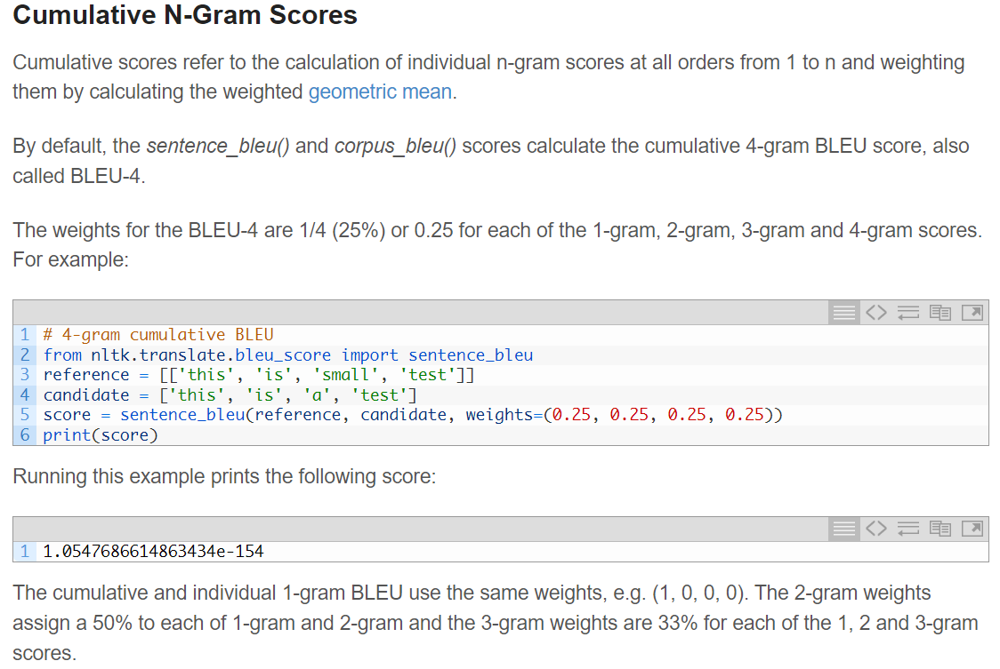 Cumulative N-Gram Scores
Cumulative scores refer to the calculation of individual n-gram scores at all orders from 1 to n and weighting
them by calculating the weighted geometric mean.
By default, the sentence_bleu() and corpus_bleu() scores calculate the cumulative 4-gram BLEU score, also
called BLEU-4.
The weights for the BLEU-4 are 1/4 (25%) or 0.25 for each of the 1-gram, 2-gram, 3-gram and 4-gram scores.
For example:
1 # 4-gram cumulative BLEU
2 from nltk.translate.bleu_score import sentence_bleu
3 reference = [['this', 'is', 'small', 'test']]
4 candidate = ['this', 'is', 'a', 'test']
5 score = sentence_bleu(reference, candidate, weights=(0.25, 0.25, 0.25, 0.25))
6 print(score)
Running this example prints the following score:
1 1.0547686614863434e-154
The cumulative and individual 1-gram BLEU use the same weights, e.g. (1, 0, 0, 0). The 2-gram weights
assign a 50% to each of 1-gram and 2-gram and the 3-gram weights are 33% for each of the 1, 2 and 3-gram
scores.